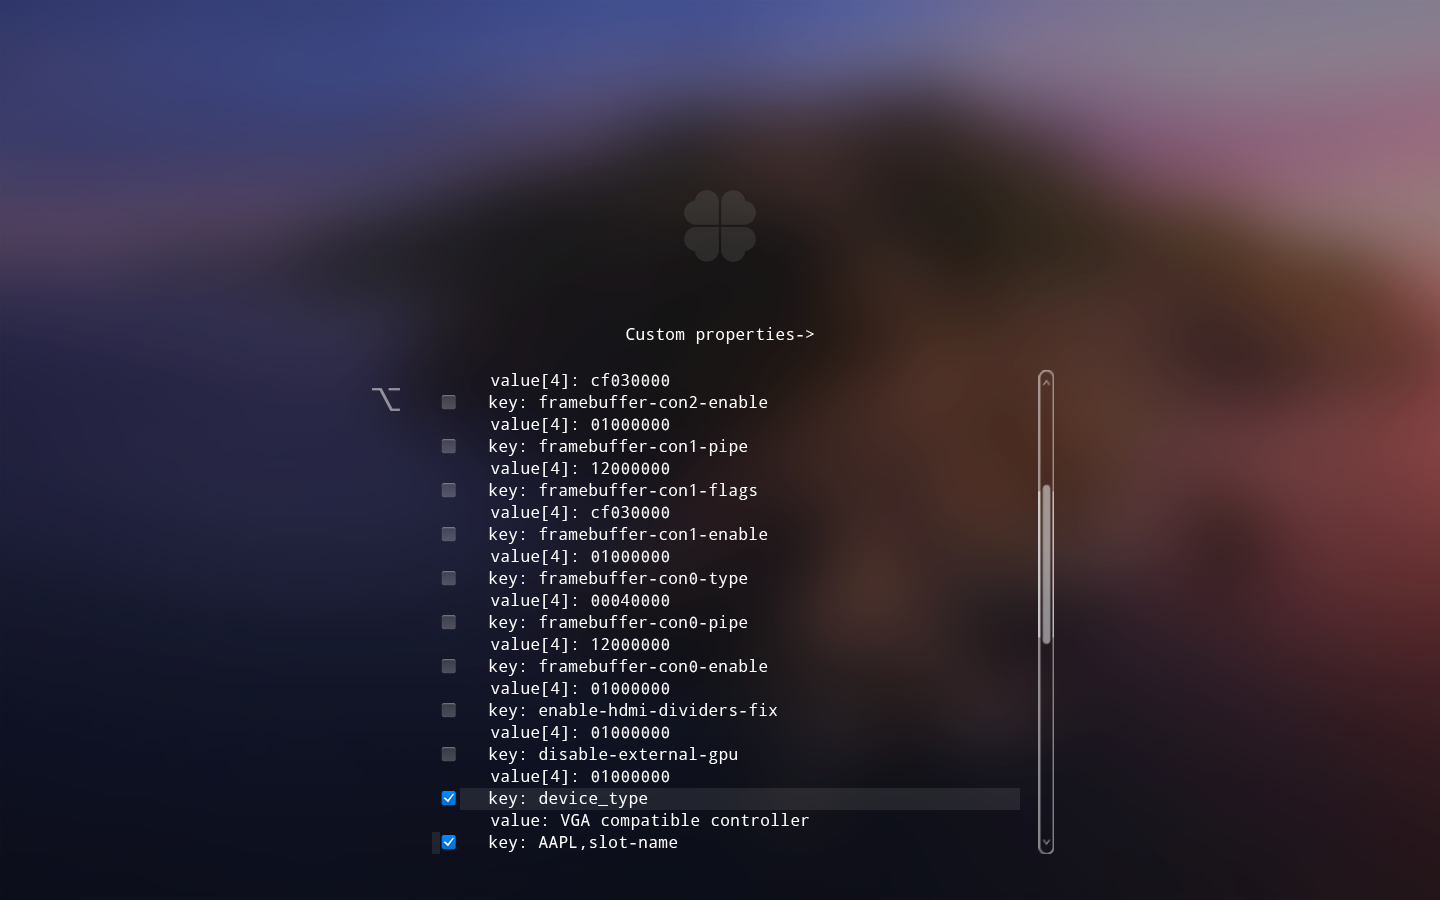 Custom properties->
value[4]: cf030000
key: framebuffer-con2-enable
value[4]: 01000000
key: framebuffer-con1-pipe
value[4]: 12000000
key: framebuffer-con1-flags
value[4]: cf030000
key: framebuffer-con1-enable
value[4]: 01000000
key: framebuffer-con0-type
value[4]: 00040000
key: framebuffer-con0-pipe
value[4]: 12000000
key: framebuffer-con0-enable
value[4]: 01000000
key: enable-hdmi-dividers-fix
value[4]: 01000000
key: disable-external-gpu
value[4]: 01000000
key: device_type
value: VGA compatible controller
key: AAPL,slot-name